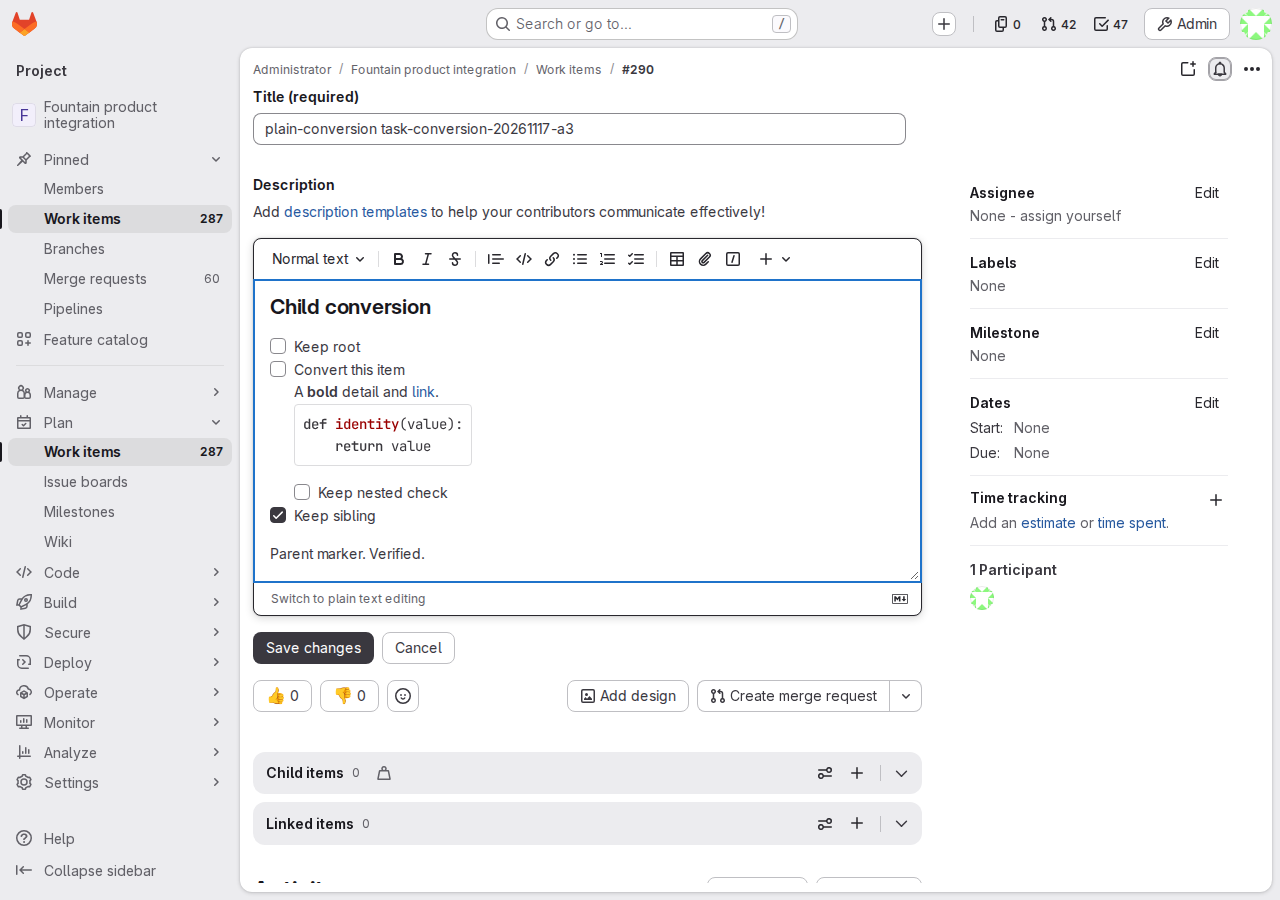 Search or go to...
/
0
42
47
Admin
Project
F
Fountain product integration
Pinned
Members
Work items
287
Branches
Merge requests
60
Pipelines
Feature catalog
Manage
Plan
Work items
287
Issue boards
Milestones
Wiki
Code
Build
Secure
Deploy
Operate
Monitor
Analyze
Settings
Help
Collapse sidebar
Administrator / Fountain product integration / Work items / #290
Title (required)
plain-conversion task-conversion-20261117-a3
Description
Add description templates to help your contributors communicate effectively!
Normal text
Child conversion
Keep root
Convert this item
A bold detail and link.
def identity(value):
return value
Keep nested check
Keep sibling
Parent marker. Verified.
Switch to plain text editing
Save changes
Cancel
👍 0
👎 0
Add design
Create merge request
Child items 0
Linked items 0
Assignee
Edit
None - assign yourself
Labels
Edit
None
Milestone
Edit
None
Dates
Edit
Start: None
Due: None
Time tracking
Add an estimate or time spent.
1 Participant